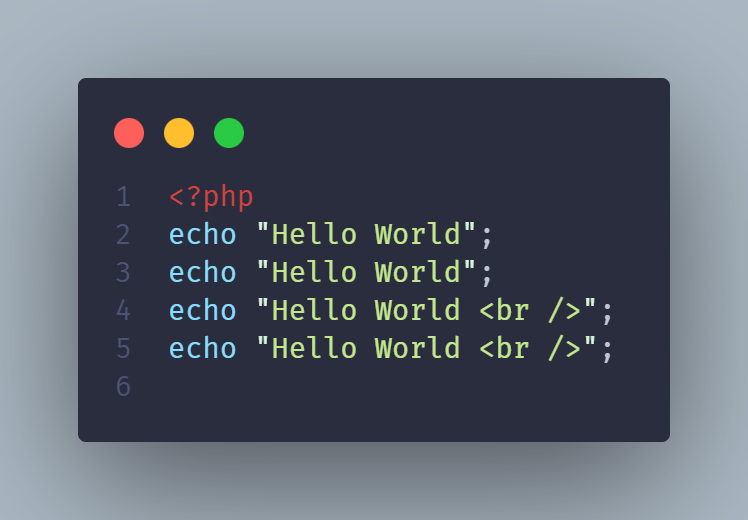 1 <?php
2 echo "Hello World";
3 echo "Hello World";
4 echo "Hello World <br />";
5 echo "Hello World <br />";
6